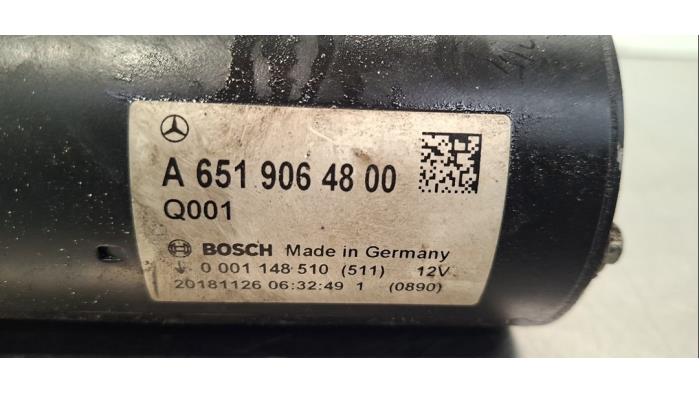 A 651 906 48 00
Q001
BOSCH Made in Germany
0 001 148 510 (511) 12V
20181126 06:32:49 1 (0890)